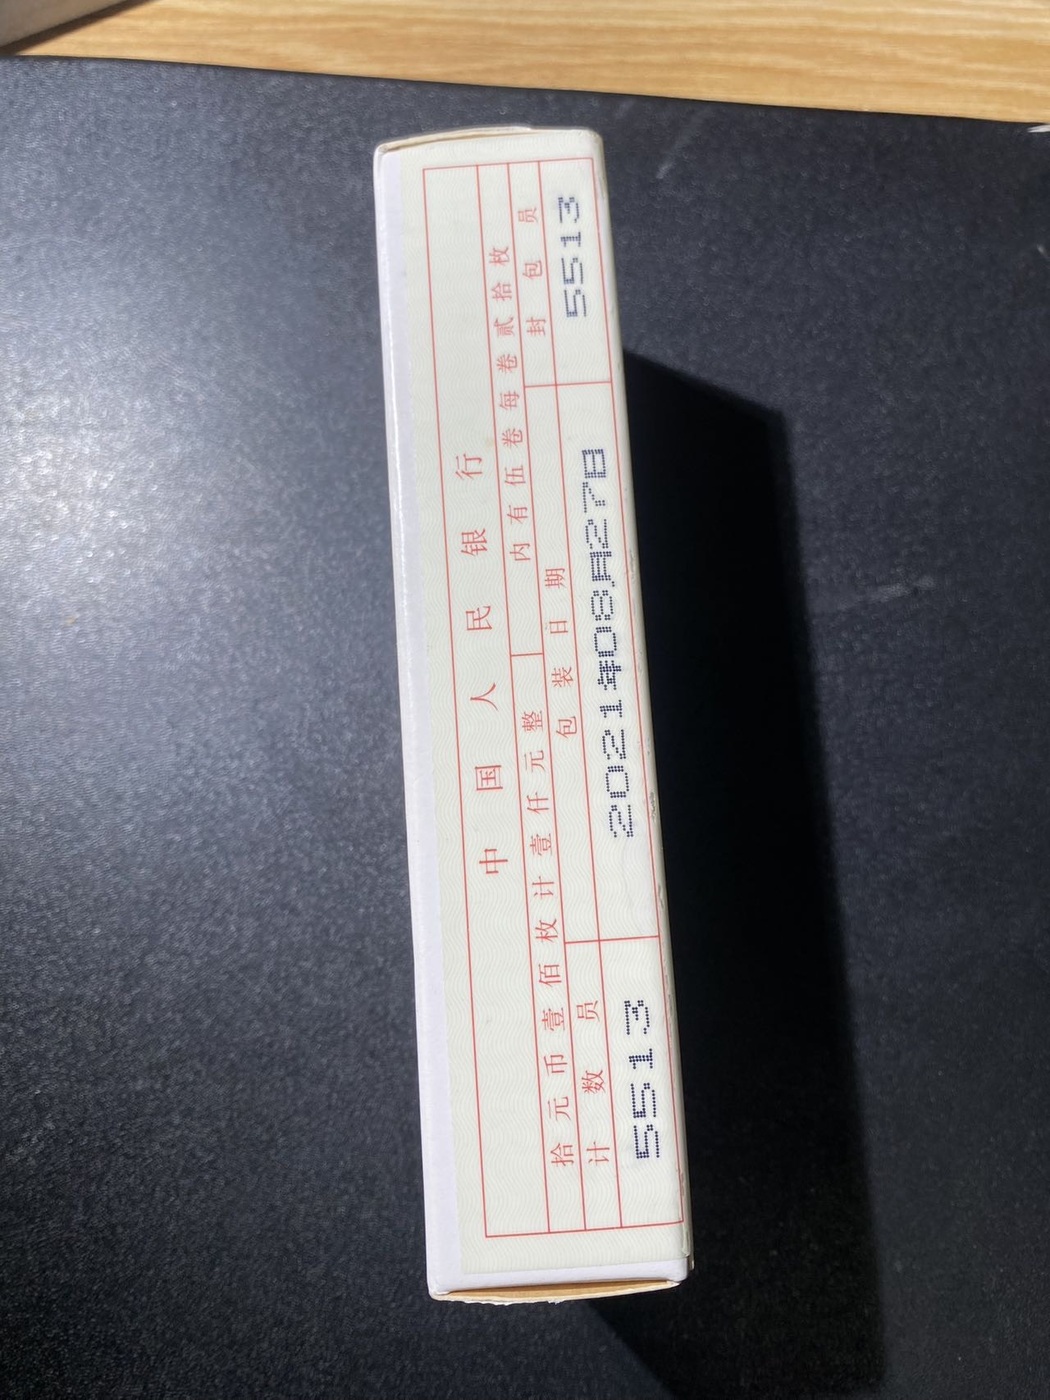 中国人民银行
拾元币壹佰枚计壹仟元整 内有伍卷每卷贰拾枚
计数员 包装日期 封包员
5513 2021年08月27日 5513